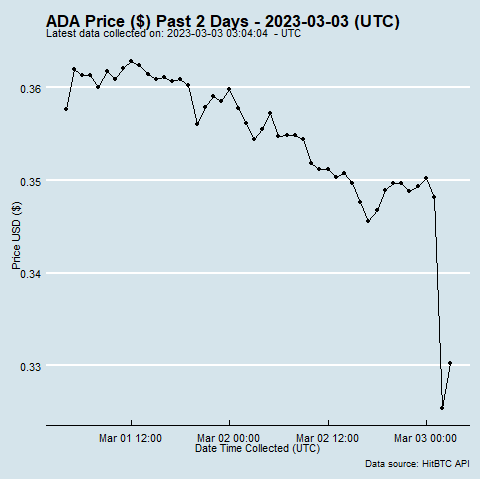 ADA Price ($) Past 2 Days - 2023-03-03 (UTC)
Latest data collected on: 2023-03-03 03:04:04 - UTC
0.36
0.35
0.34
0.33
Price USD ($)
Mar 01 12:00 Mar 02 00:00 Mar 02 12:00 Mar 03 00:00
Date Time Collected (UTC)
Data source: HitBTC API